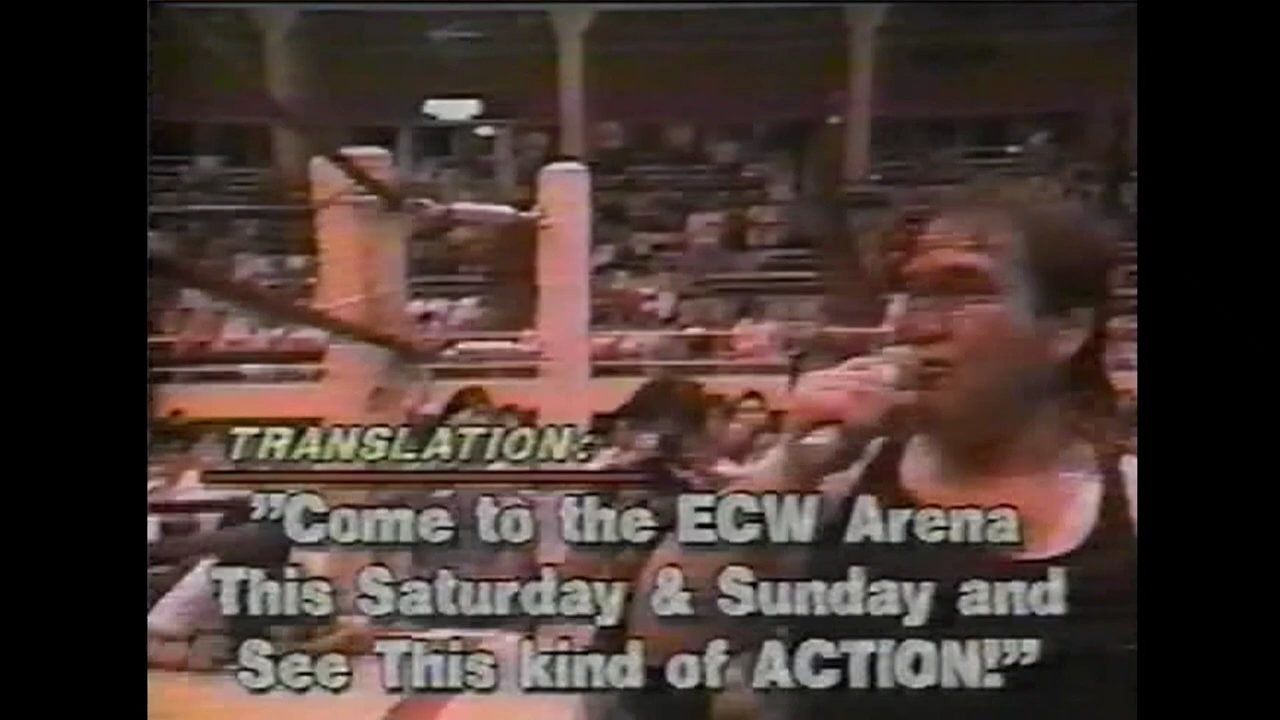 TRANSLATION:
"Come to the ECW Arena
This Saturday & Sunday and
See This kind of ACTION!"